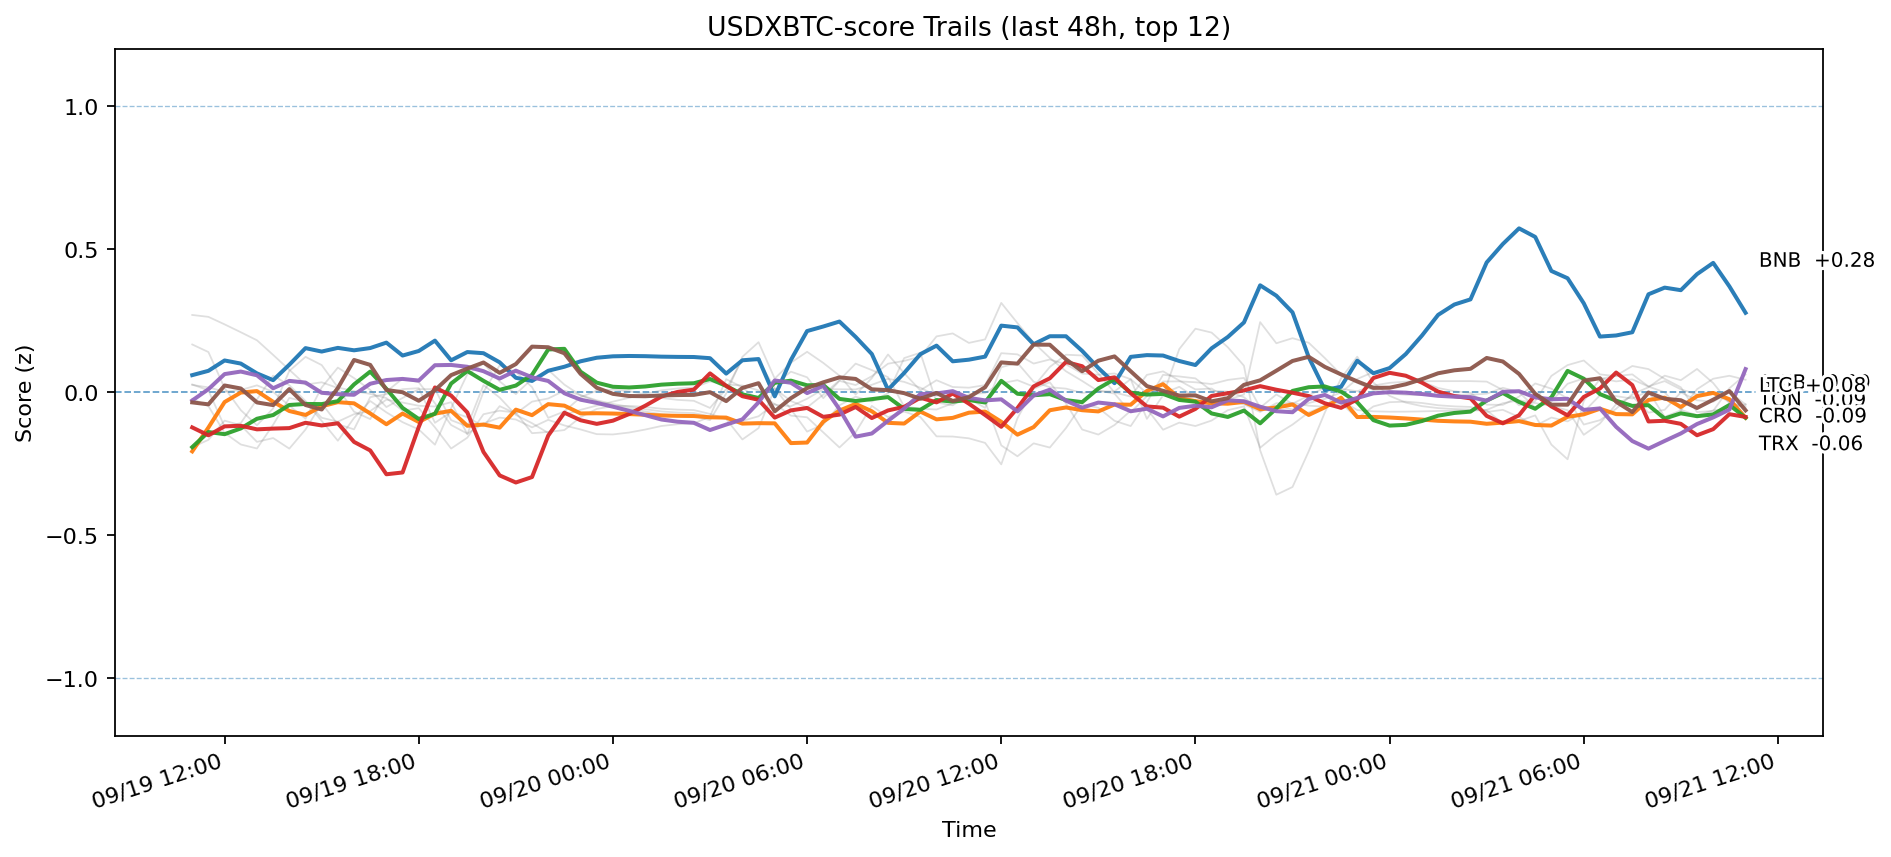 USDXBTC-score Trails (last 48h, top 12)
Score (z)
1.0
0.5
0.0
−0.5
−1.0
BNB +0.28
LTC +0.08
TON -0.09
CRO -0.09
TRX -0.06
09/19 12:00
09/19 18:00
09/20 00:00
09/20 06:00
09/20 12:00
09/20 18:00
09/21 00:00
09/21 06:00
09/21 12:00
Time